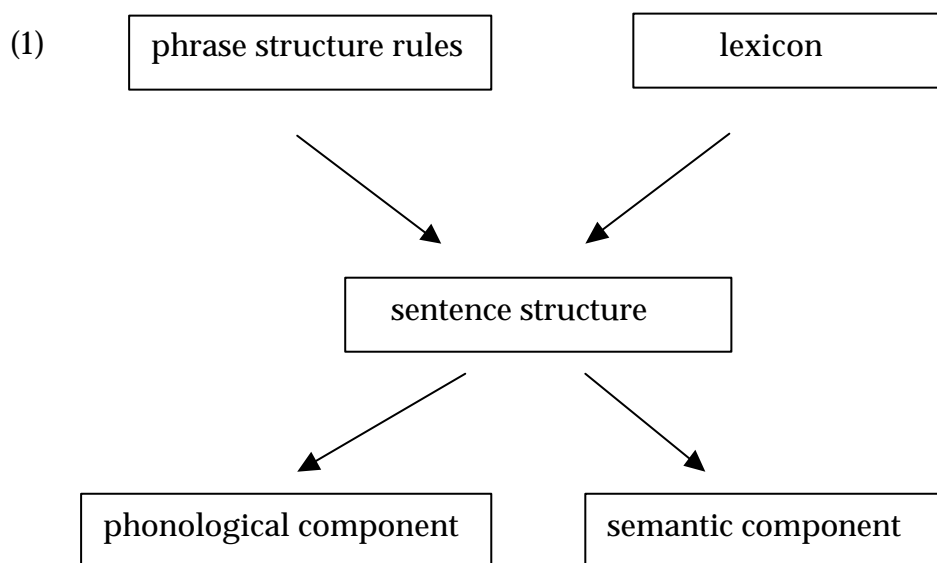 (1) phrase structure rules lexicon
sentence structure
phonological component semantic component